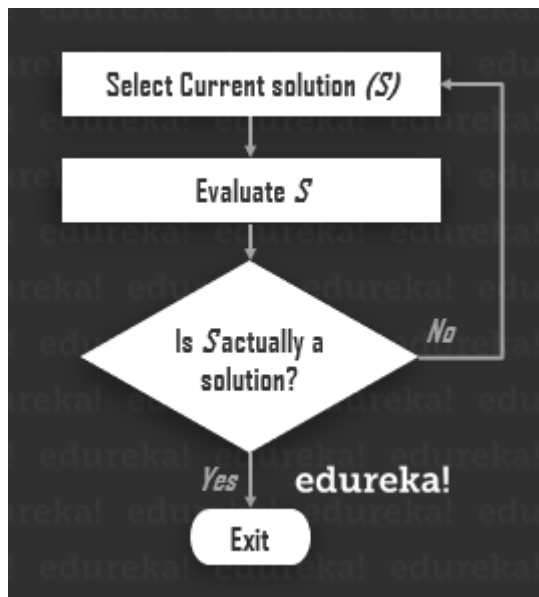 Select Current solution (S)
Evaluate S
Is S actually a
solution?
No
Yes
edureka!
Exit